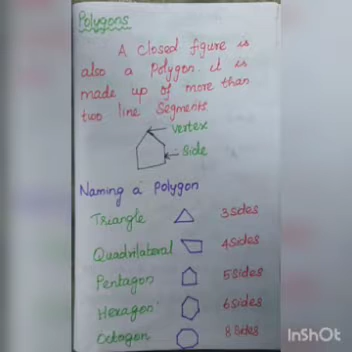 Polygons
A closed figure is
also a Polygon. it is
made up of more than
two line segments
vertex
Side
Naming a Polygon
Triangle 3 sides
Quadrilateral 4 sides
Pentagon 5 sides
Hexagon 6 sides
Octagon 8 sides
InShOt